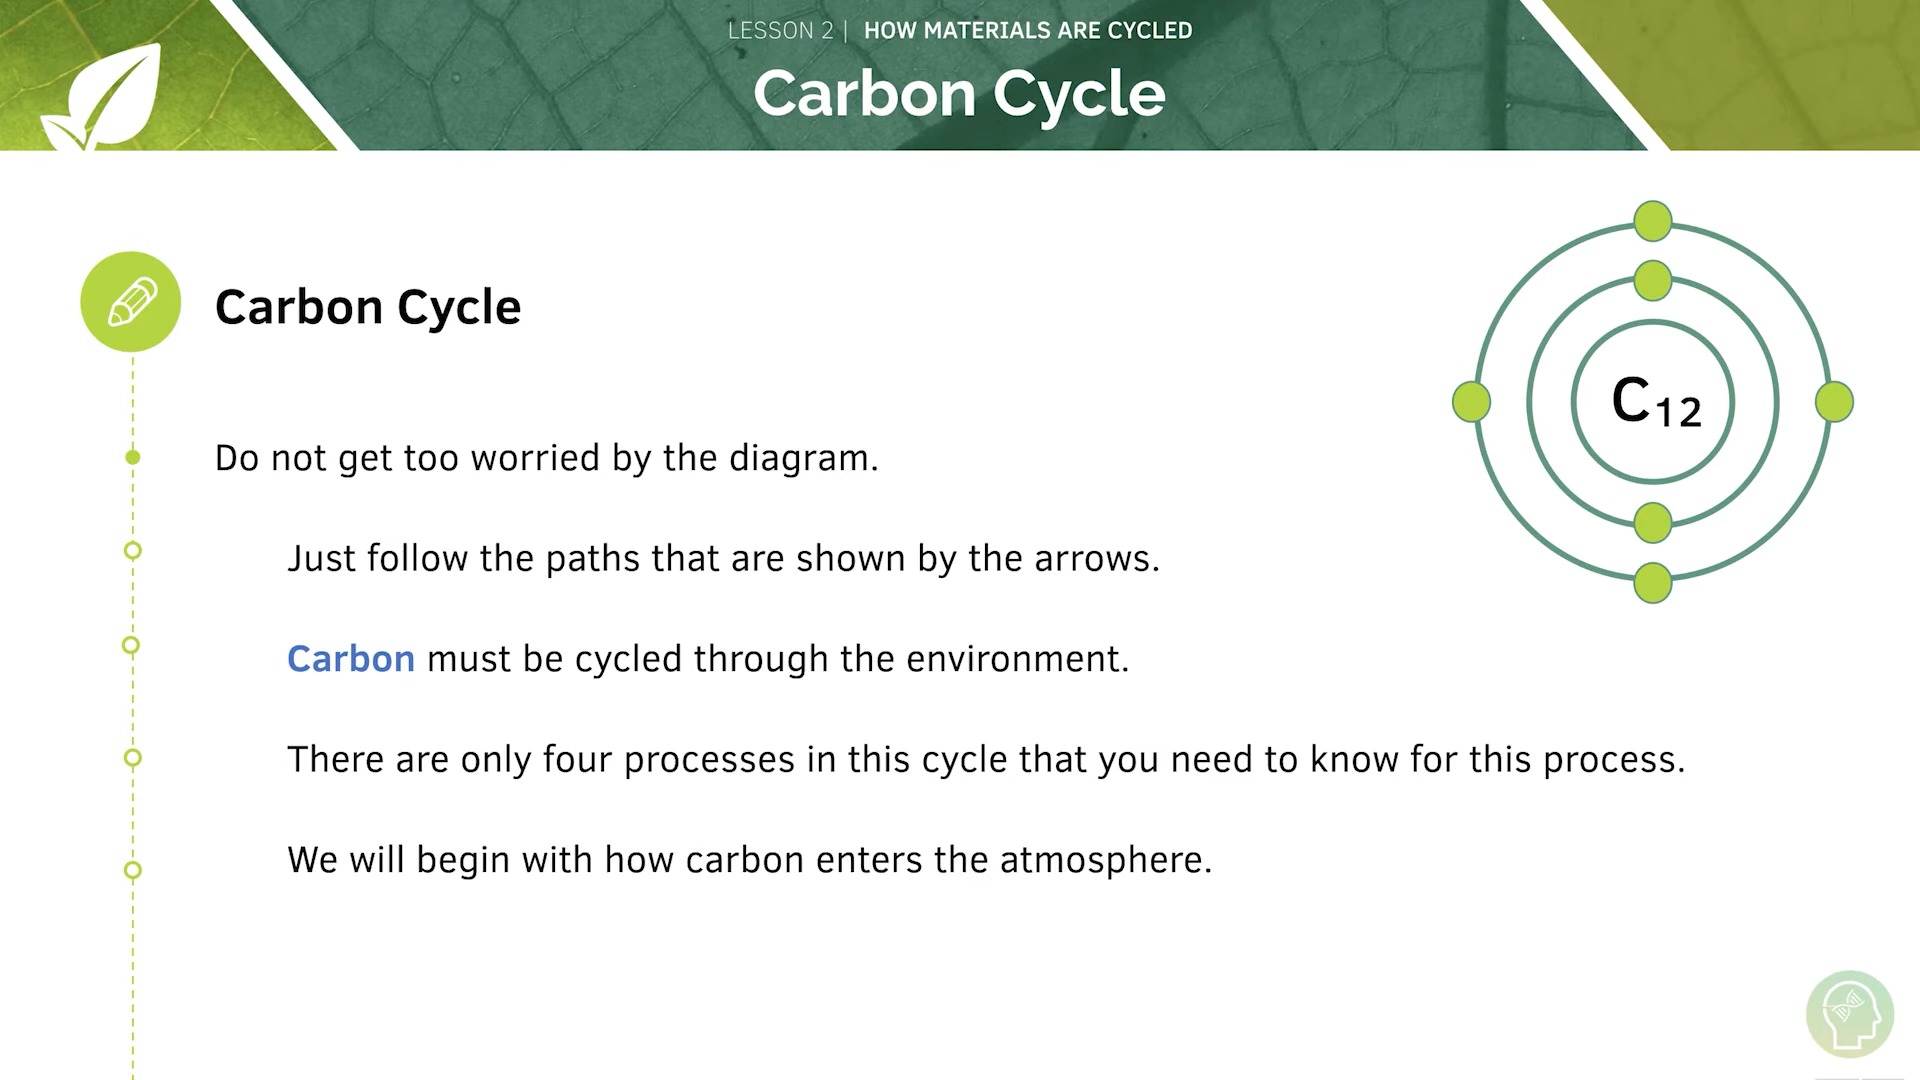 LESSON 2 | HOW MATERIALS ARE CYCLED
Carbon Cycle
Carbon Cycle
C₁₂
Do not get too worried by the diagram.
Just follow the paths that are shown by the arrows.
Carbon must be cycled through the environment.
There are only four processes in this cycle that you need to know for this process.
We will begin with how carbon enters the atmosphere.